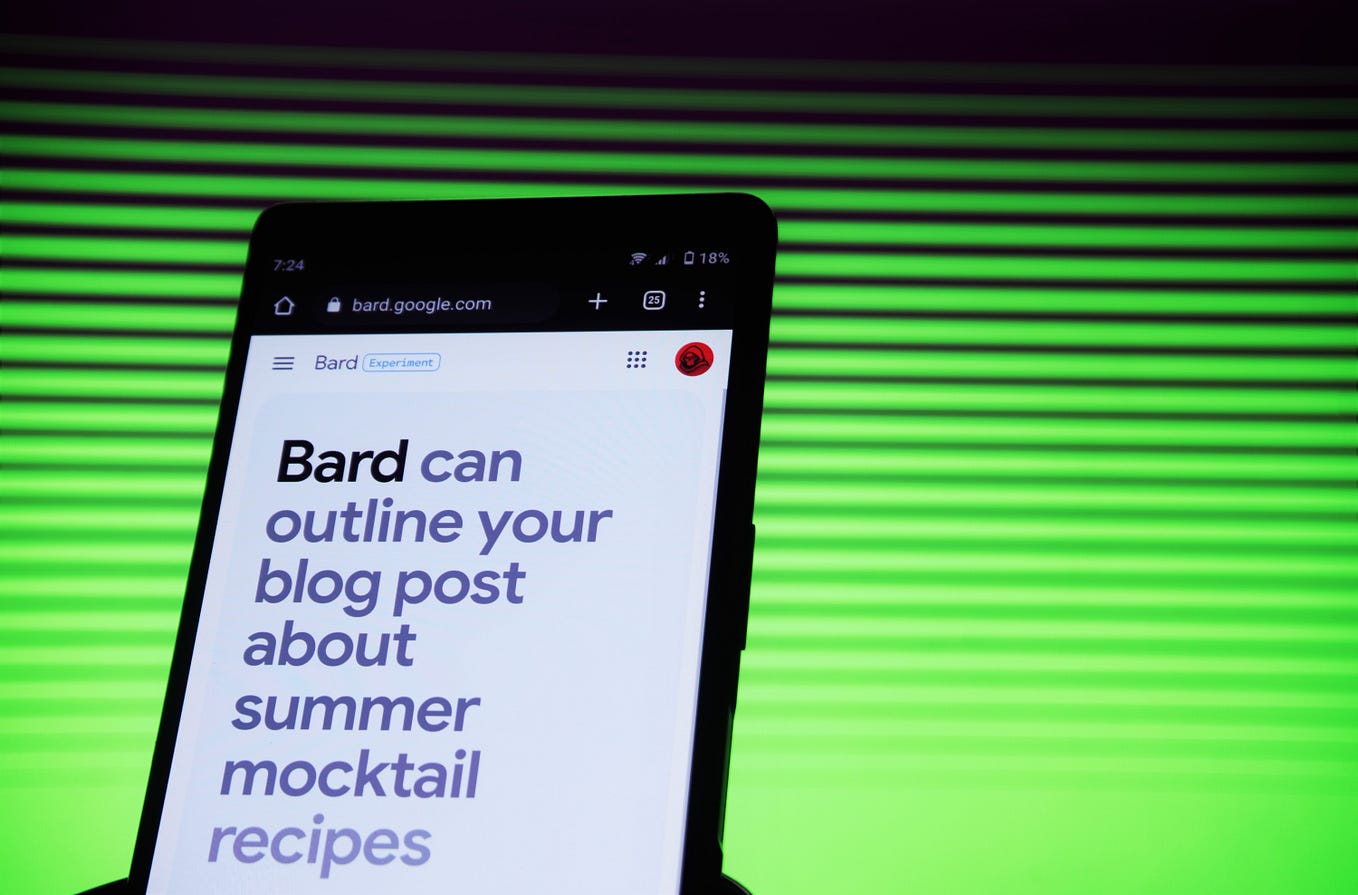 7:24 18%
bard.google.com 25
Bard Experiment
Bard can
outline your
blog post
about
summer
mocktail
recipes